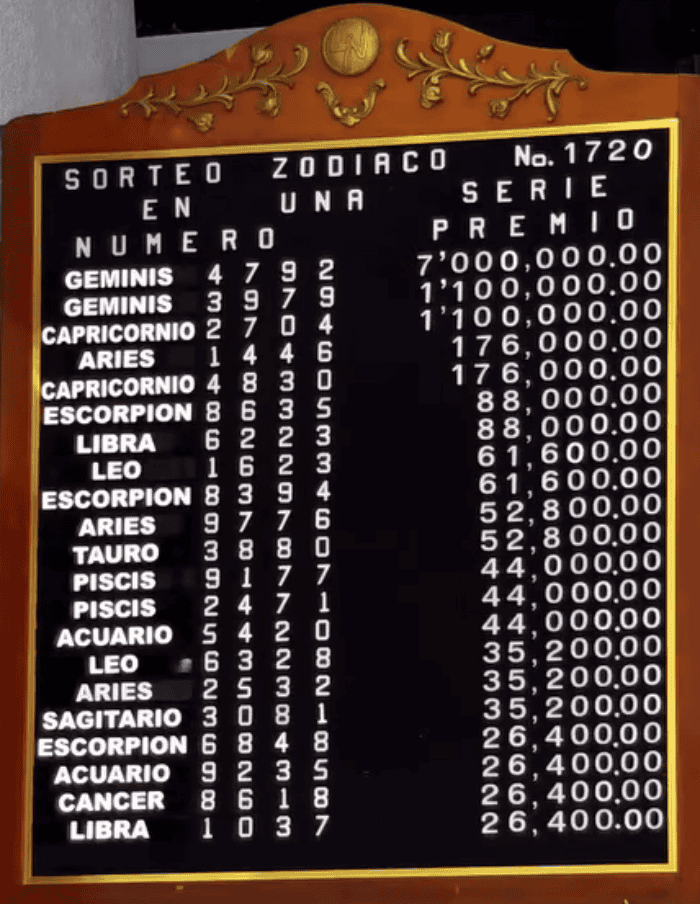 SORTEO ZODIACO No. 1720
EN UNA SERIE
NUMERO PREMIO
GEMINIS 4792 7'000,000.00
GEMINIS 3979 1'100,000.00
CAPRICORNIO 2704 1'100,000.00
ARIES 1446 176,000.00
CAPRICORNIO 4830 176,000.00
ESCORPION 8635 88,000.00
LIBRA 6223 88,000.00
LEO 1623 61,600.00
ESCORPION 8394 61,600.00
ARIES 9776 52,800.00
TAURO 3880 52,800.00
PISCIS 9177 44,000.00
PISCIS 2471 44,000.00
ACUARIO 5420 44,000.00
LEO 6328 35,200.00
ARIES 2532 35,200.00
SAGITARIO 3081 35,200.00
ESCORPION 6848 26,400.00
ACUARIO 9235 26,400.00
CANCER 8618 26,400.00
LIBRA 1037 26,400.00